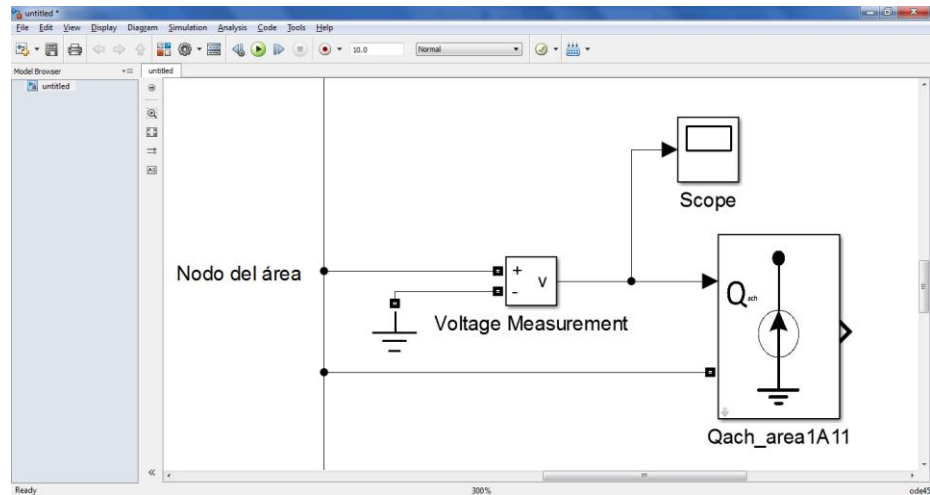 untitled *
File Edit View Display Diagram Simulation Analysis Code Tools Help
10.0
Normal
Model Browser
untitled
untitled
Scope
Nodo del área
+
-
v
Voltage Measurement
Q ach
Qach_area1A11
Ready
300%
ode45